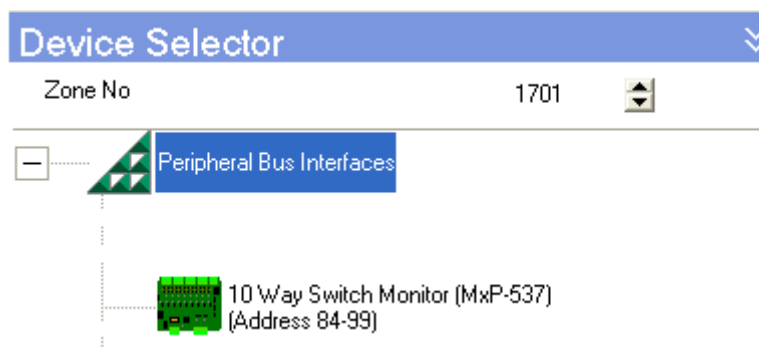 Device Selector
Zone No 1701
Peripheral Bus Interfaces
10 Way Switch Monitor (MxP-537)
(Address 84-99)